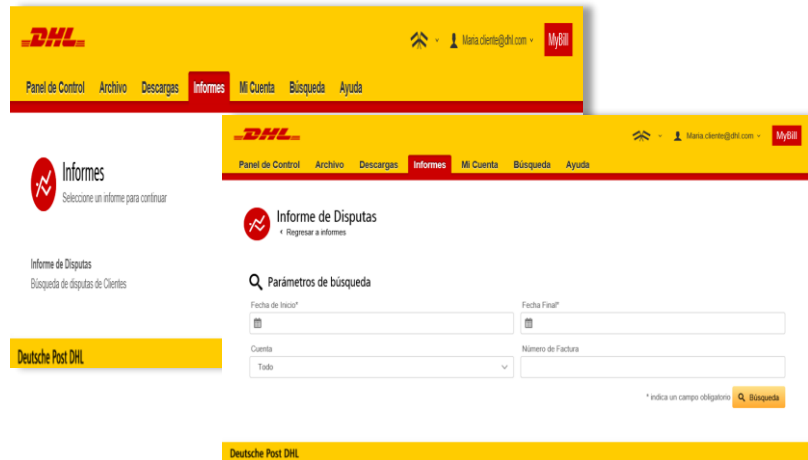 DHL
Maria.cliente@dhl.com
MyBill
Panel de Control Archivo Descargas Informes Mi Cuenta Búsqueda Ayuda
Informes
Seleccione un informe para continuar
Informe de Disputas
Búsqueda de disputas de Clientes
Deutsche Post DHL
DHL
Maria.cliente@dhl.com
MyBill
Panel de Control Archivo Descargas Informes Mi Cuenta Búsqueda Ayuda
Informe de Disputas
Regresar a informes
Parámetros de búsqueda
Fecha de Inicio* Fecha Final*
Cuenta Número de Factura
Todo
* indica un campo obligatorio Búsqueda
Deutsche Post DHL